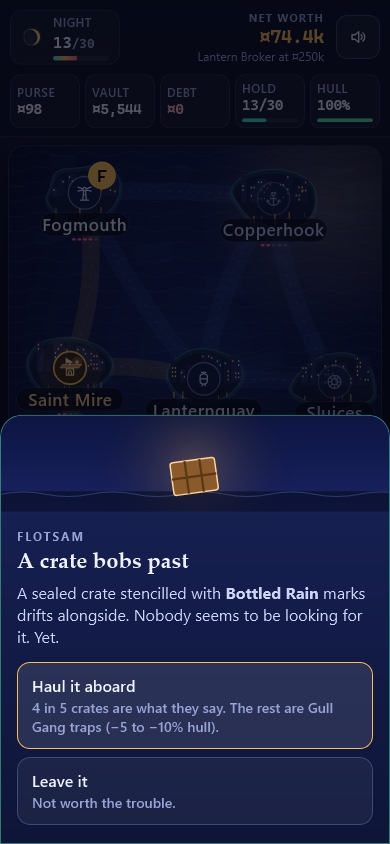 NIGHT
13/30
NET WORTH
¤74.4k
Lantern Broker at ¤250k
PURSE
¤98
VAULT
¤5,544
DEBT
¤0
HOLD
13/30
HULL
100%
F
Fogmouth
Copperhook
Saint Mire
Lanternquay
Sluices
FLOTSAM
A crate bobs past
A sealed crate stencilled with Bottled Rain marks
drifts alongside. Nobody seems to be looking for
it. Yet.
Haul it aboard
4 in 5 crates are what they say. The rest are Gull
Gang traps (−5 to −10% hull).
Leave it
Not worth the trouble.